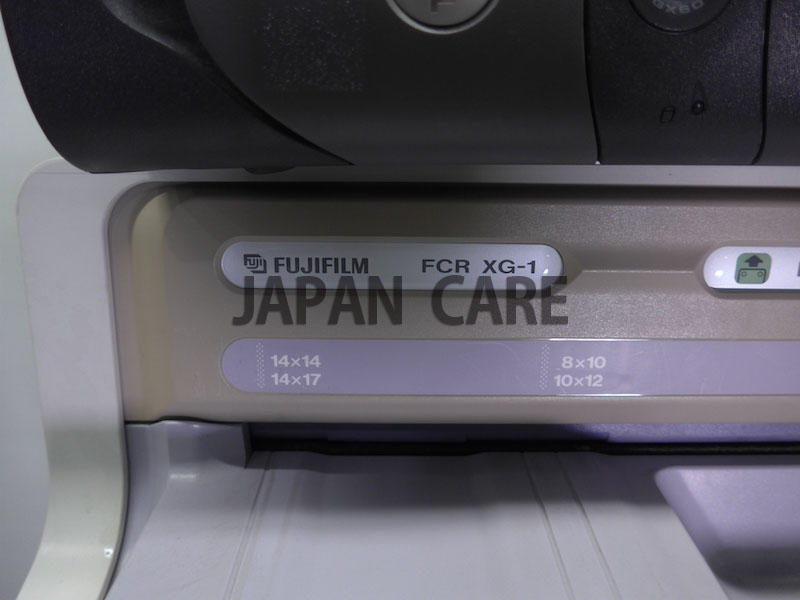 FUJIFILM FCR XG-1
JAPAN CARE
14×14
14×17
8×10
10×12